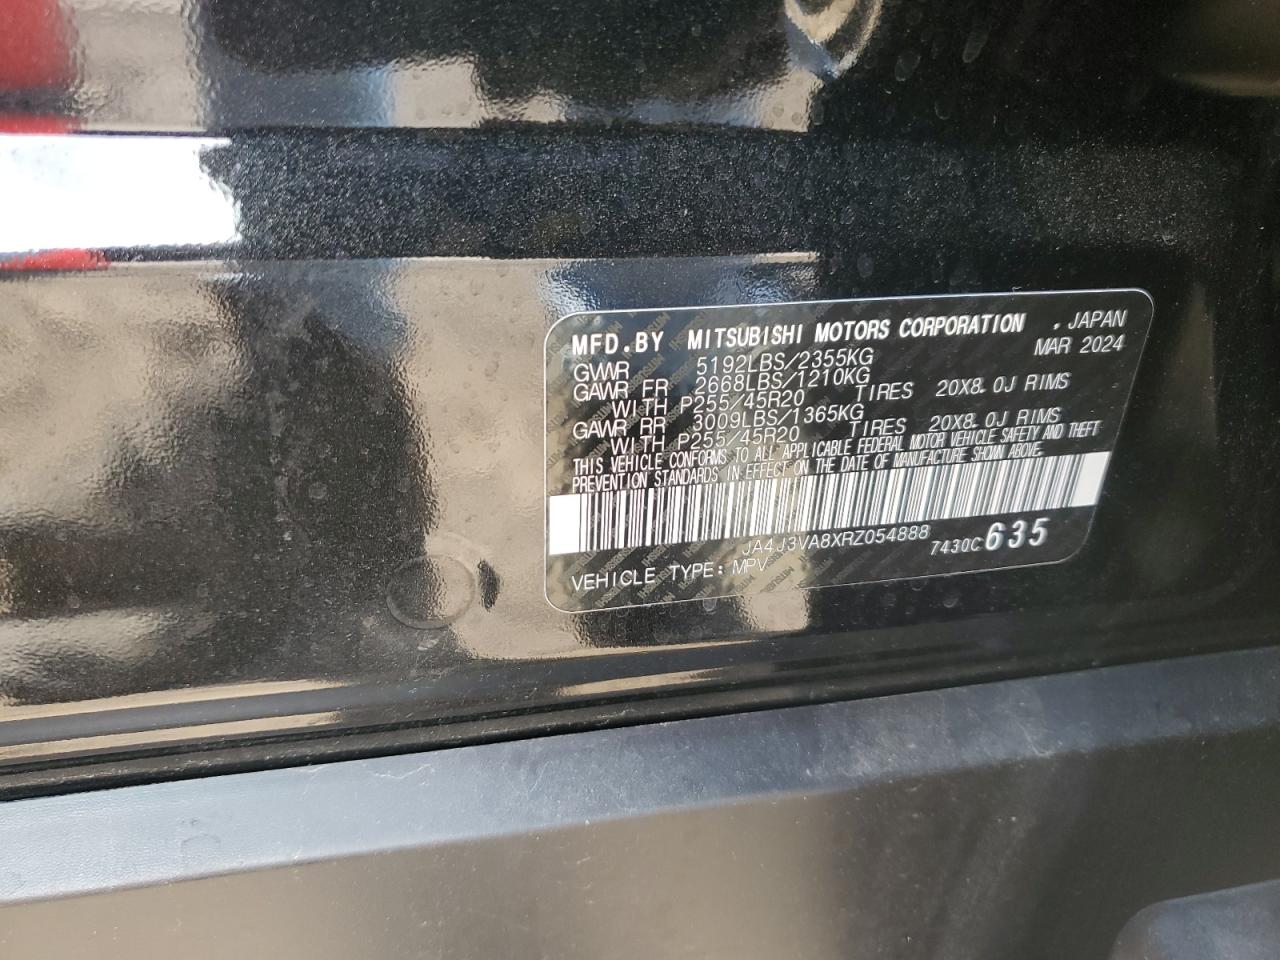 MFD.BY MITSUBISHI MOTORS CORPORATION , JAPAN
GVWR 5192LBS/2355KG MAR 2024
GAWR FR 2668LBS/1210KG
WITH P255/45R20 TIRES 20X8.0J RIMS
GAWR RR 3009LBS/1365KG
WITH P255/45R20 TIRES 20X8.0J RIMS
THIS VEHICLE CONFORMS TO ALL APPLICABLE FEDERAL MOTOR VEHICLE SAFETY AND THEFT
PREVENTION STANDARDS IN EFFECT ON THE DATE OF MANUFACTURE SHOWN ABOVE.
JA4J3VA8XRZ054888 7430C635
VEHICLE TYPE: MPV